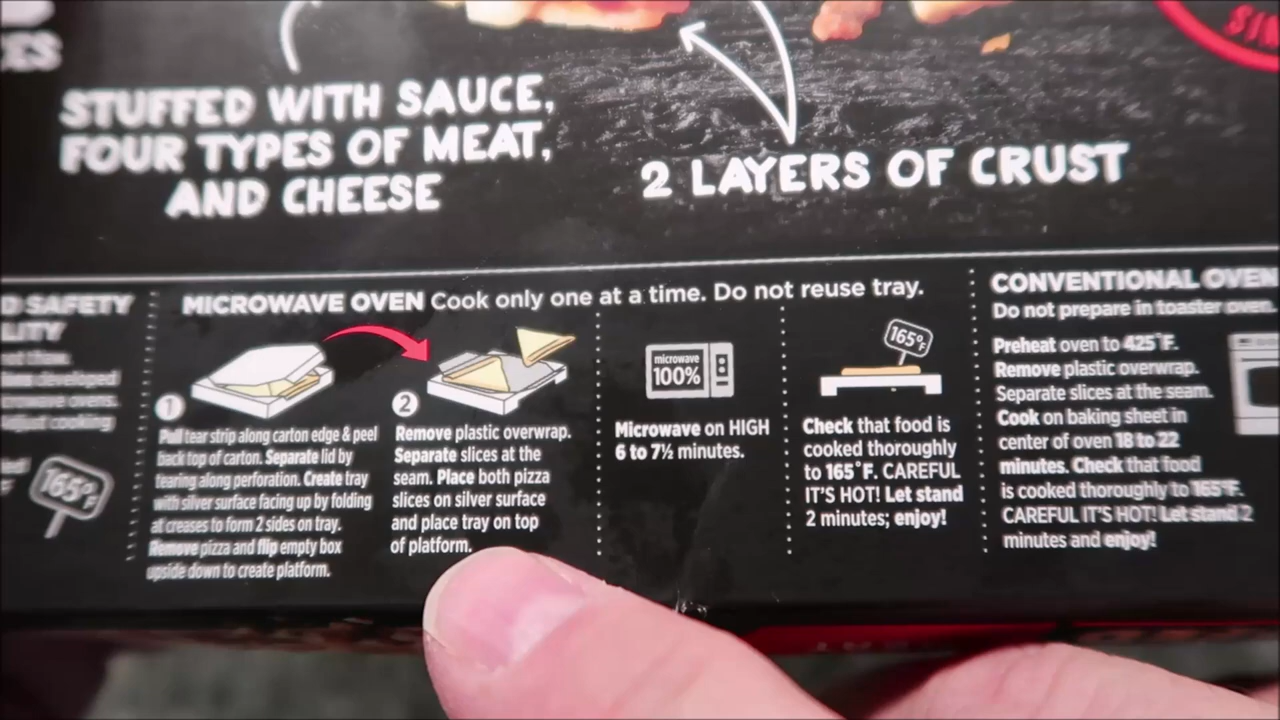 STUFFED WITH SAUCE,
FOUR TYPES OF MEAT,
AND CHEESE
2 LAYERS OF CRUST
SAFETY
MICROWAVE OVEN Cook only one at a time. Do not reuse tray.
1
Pull tear strip along carton edge & peel
back top of carton. Separate lid by
tearing along perforation. Create tray
with silver surface facing up by folding
at creases to form 2 sides on tray.
Remove pizza and flip empty box
upside down to create platform.
2
Remove plastic overwrap.
Separate slices at the
seam. Place both pizza
slices on silver surface
and place tray on top
of platform.
microwave
100%
Microwave on HIGH
6 to 7½ minutes.
165°F
Check that food is
cooked thoroughly
to 165°F. CAREFUL
IT'S HOT! Let stand
2 minutes; enjoy!
CONVENTIONAL OVEN
Do not prepare in toaster oven.
Preheat oven to 425°F.
Remove plastic overwrap.
Separate slices at the seam.
Cook on baking sheet in
center of oven 18 to 22
minutes. Check that food
is cooked thoroughly to 165°F.
CAREFUL IT'S HOT! Let stand 2
minutes and enjoy!
developed
ovens.
cooking
165°F